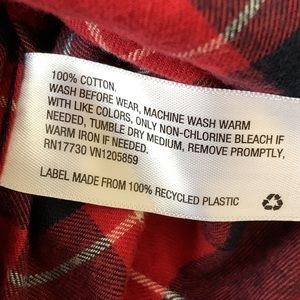 100% COTTON.
WASH BEFORE WEAR, MACHINE WASH WARM
WITH LIKE COLORS, ONLY NON-CHLORINE BLEACH IF
NEEDED, TUMBLE DRY MEDIUM, REMOVE PROMPTLY,
WARM IRON IF NEEDED.
RN17730 VN1205859
LABEL MADE FROM 100% RECYCLED PLASTIC